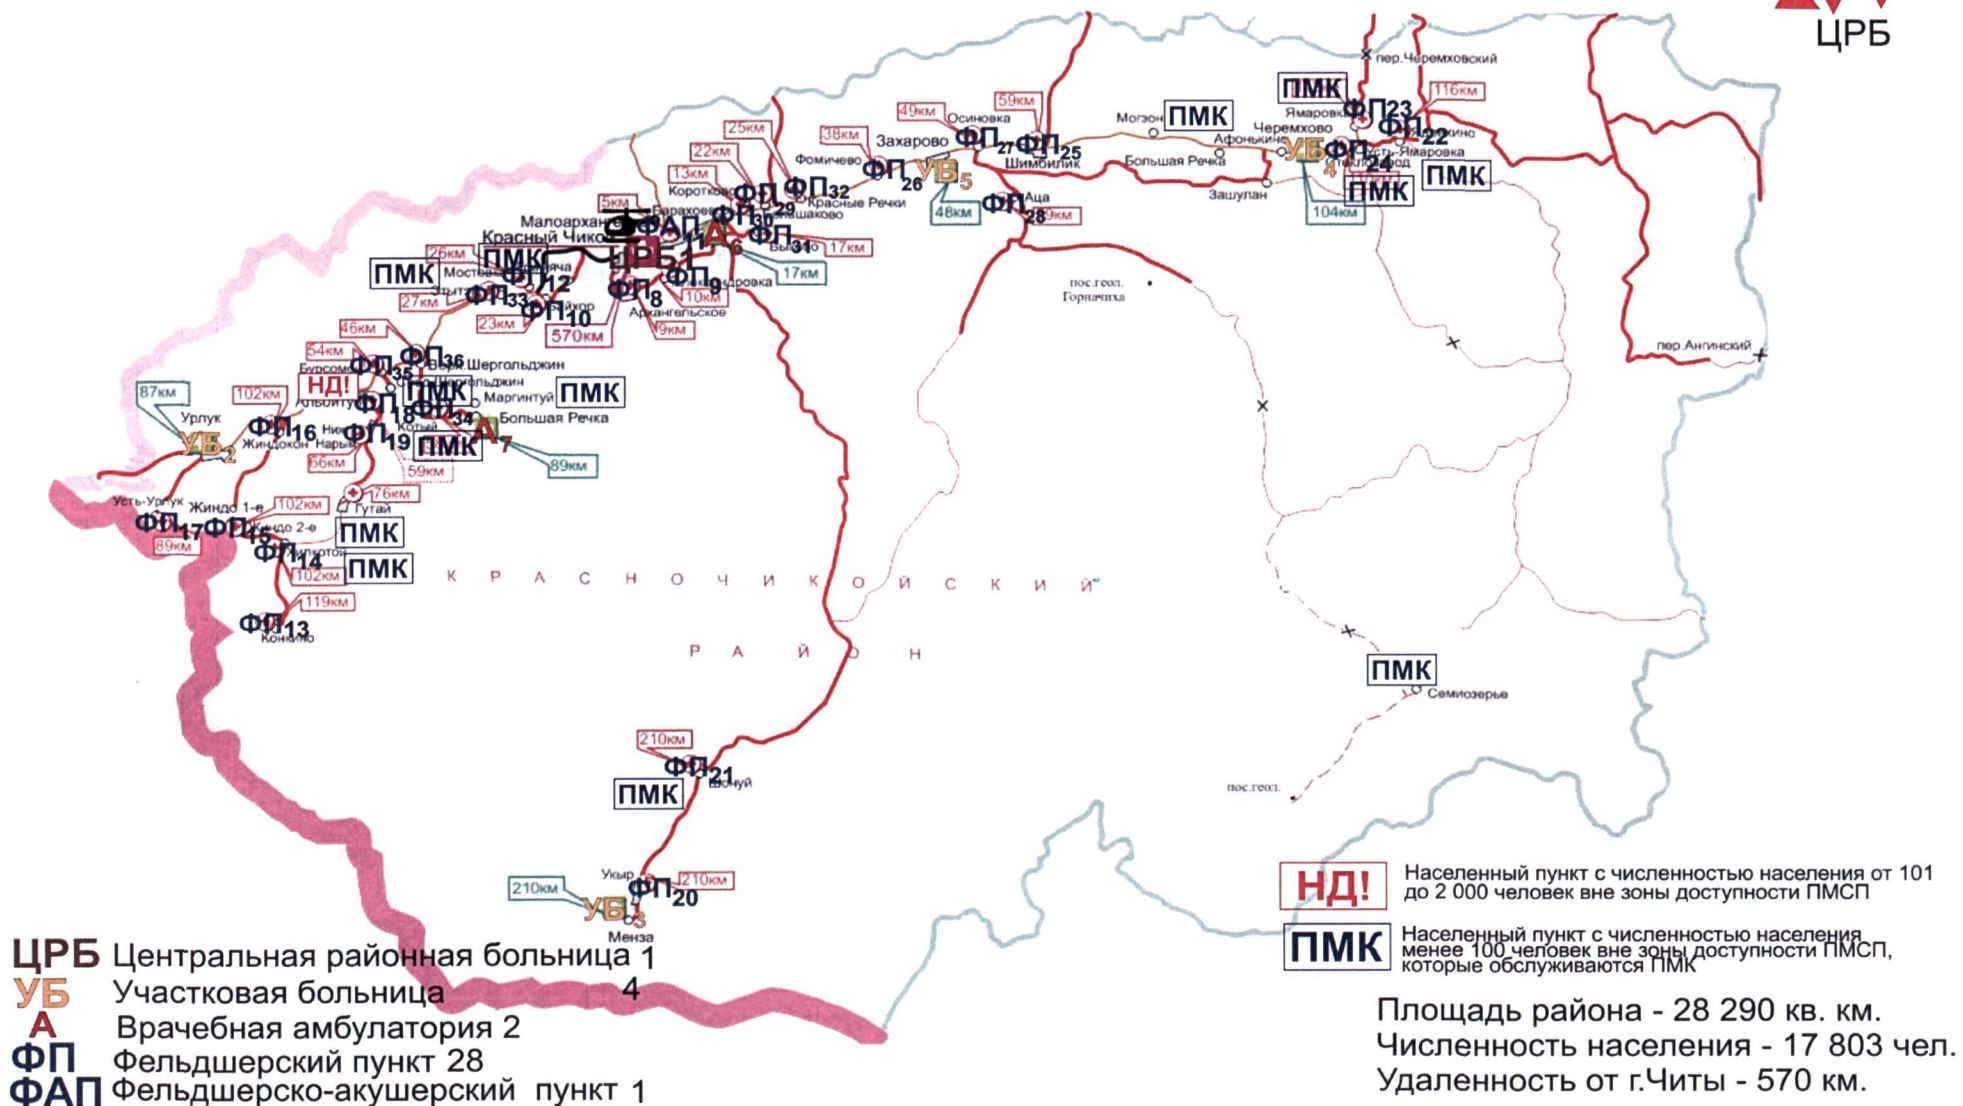 ЦРБ
пер.Черемховский
ПМК
ФП23
116км
Ямаровка
59км
49км
Осиновка
Могзон
ПМК
ФП22
Черемхово
25км
38км
Захарово
ФП27
ФП25
Афонькино
УБ4
ФП24
Усть-Ямаровка
22км
Фомичево
Шимбилик
Большая Речка
ПМК
13км
ФП26
УБ5
ПМК
Зашулан
ФП29
ФП32
Аца
Красные Речки
ФП28
48км
104км
5км
ФП30
Малоархан
ФАП11
А6
ФП31
17км
Красный Чико
ЦРБ1
17км
26км
ПМК
ПМК
ФП12
ФП9
пос.геол.
Горначиха
27км
ФП33
ФП10
ФП8
10км
23км
Архангельское
570км
9км
46км
54км
ФП36
Верх.Шергольджин
пер.Ангинский
ФП35
НД!
ПМК
ПМК
87км
102км
Маргинтуй
ФП18
ФП34
Урлук
ФП16
Большая Речка
Котый
УБ2
Жиндокон
ФП19
ПМК
А7
66км
59км
89км
76км
Гутай
Усть-Урлук
Жиндо 1-е
102км
ФП17
ФП15
Жиндо 2-е
ПМК
89км
ФП14
102км
ПМК
КРАСНОЧИКОЙСКИЙ
119км
ФП13
РАЙОН
ПМК
Семиозерье
210км
ФП21
ПМК
пос.геол.
Укыр
210км
210км
ФП20
УБ3
Менза
НД! Населенный пункт с численностью населения от 101
до 2 000 человек вне зоны доступности ПМСП
ПМК Населенный пункт с численностью населения
менее 100 человек вне зоны доступности ПМСП,
которые обслуживаются ПМК
ЦРБ Центральная районная больница 1
УБ Участковая больница 4
А Врачебная амбулатория 2
ФП Фельдшерский пункт 28
ФАП Фельдшерско-акушерский пункт 1
Площадь района - 28 290 кв. км.
Численность населения - 17 803 чел.
Удаленность от г.Читы - 570 км.